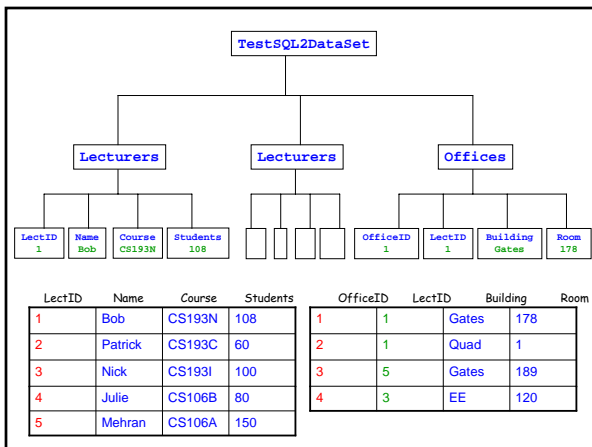 TestSQL2DataSet
Lecturers Lecturers Offices
LectID Name Course Students OfficeID LectID Building Room
1 Bob CS193N 108 1 1 Gates 178
LectID Name Course Students OfficeID LectID Building Room
1 Bob CS193N 108 1 1 Gates 178
2 Patrick CS193C 60 2 1 Quad 1
3 Nick CS193I 100 3 5 Gates 189
4 Julie CS106B 80 4 3 EE 120
5 Mehran CS106A 150